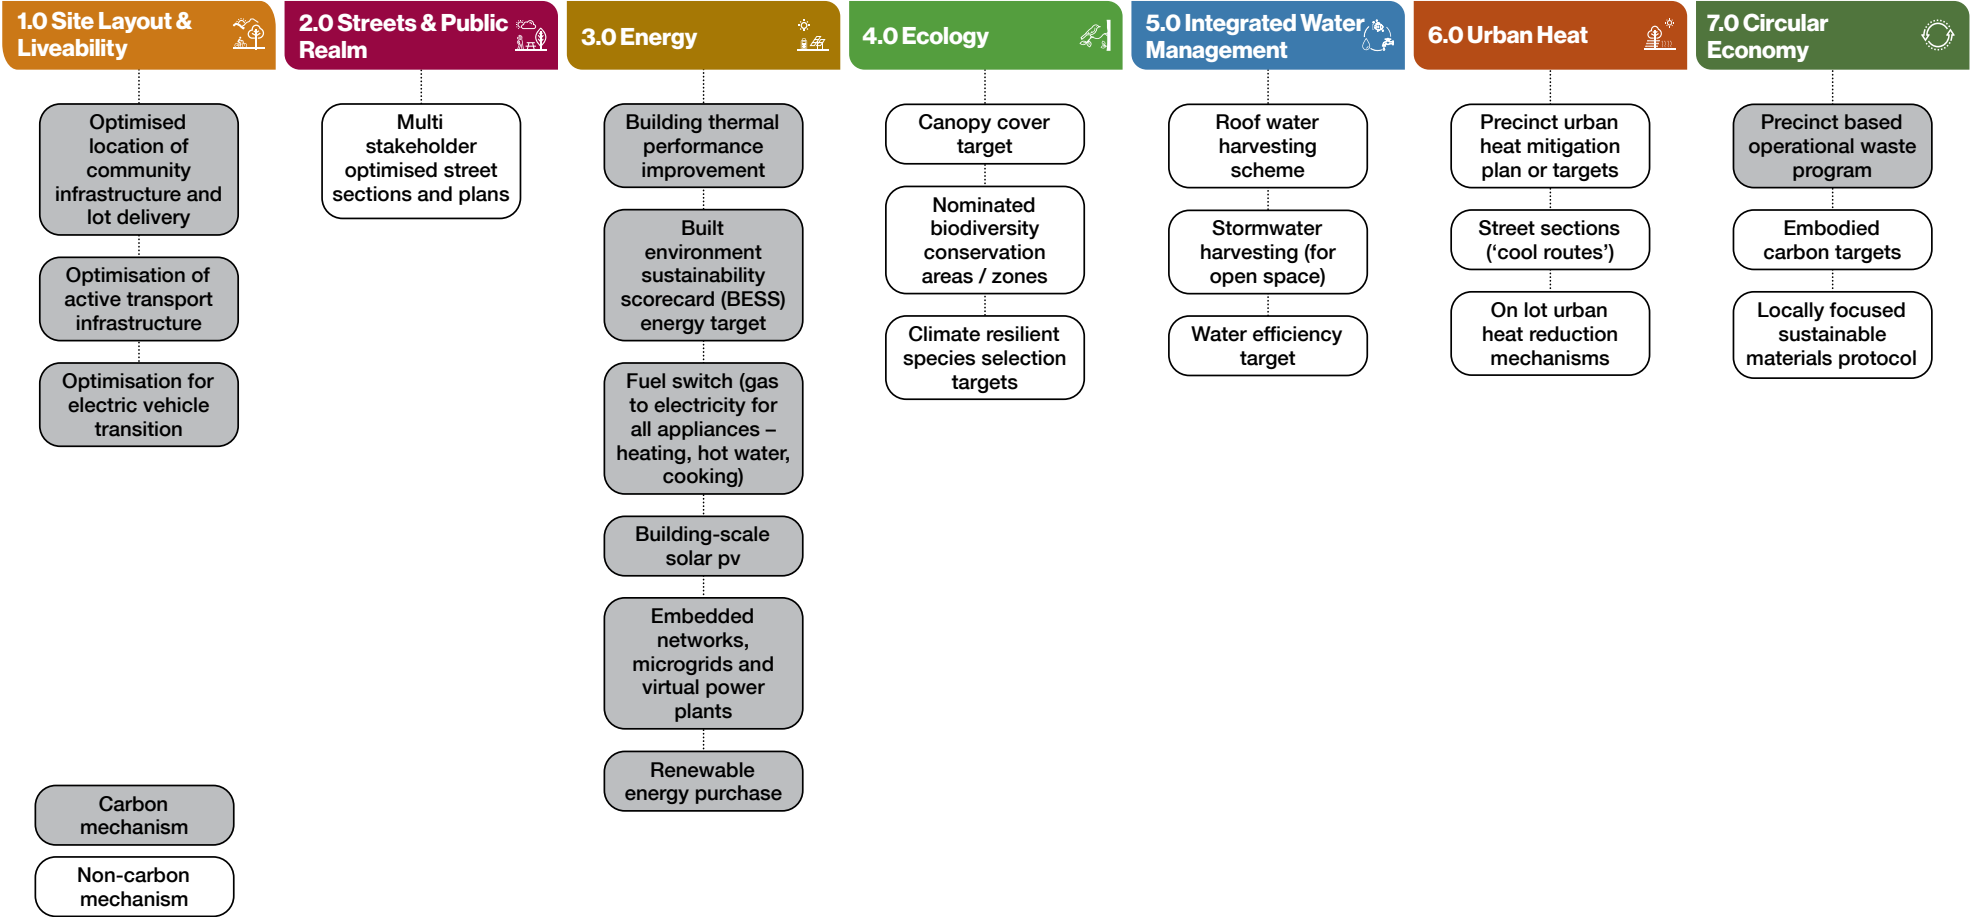 1.0 Site Layout &
Liveability
Optimised
location of
community
infrastructure and
lot delivery
Optimisation of
active transport
infrastructure
Optimisation for
electric vehicle
transition
2.0 Streets & Public
Realm
Multi
stakeholder
optimised street
sections and plans
3.0 Energy
Building thermal
performance
improvement
Built
environment
sustainability
scorecard (BESS)
energy target
Fuel switch (gas
to electricity for
all appliances –
heating, hot water,
cooking)
Building-scale
solar pv
Embedded
networks,
microgrids and
virtual power
plants
Renewable
energy purchase
4.0 Ecology
Canopy cover
target
Nominated
biodiversity
conservation
areas / zones
Climate resilient
species selection
targets
5.0 Integrated Water
Management
Roof water
harvesting
scheme
Stormwater
harvesting (for
open space)
Water efficiency
target
6.0 Urban Heat
Precinct urban
heat mitigation
plan or targets
Street sections
(‘cool routes’)
On lot urban
heat reduction
mechanisms
7.0 Circular
Economy
Precinct based
operational waste
program
Embodied
carbon targets
Locally focused
sustainable
materials protocol
Carbon
mechanism
Non-carbon
mechanism